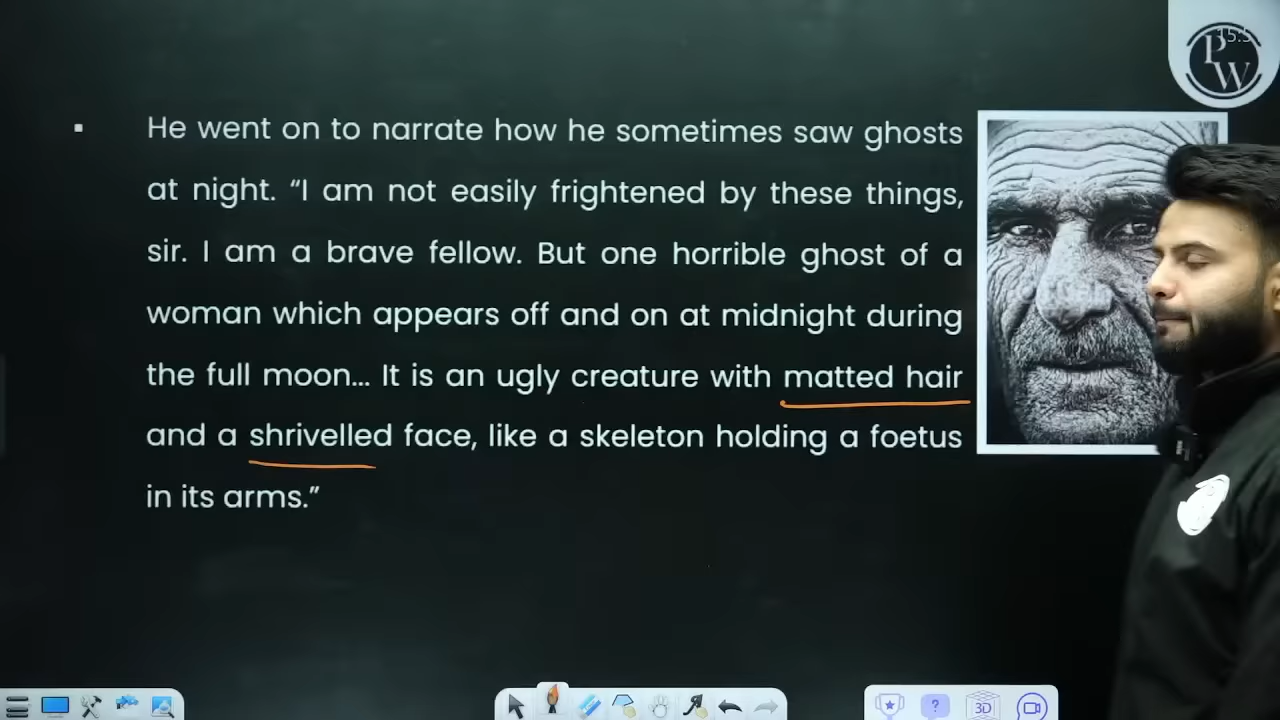 He went on to narrate how he sometimes saw ghosts
at night. “I am not easily frightened by these things,
sir. I am a brave fellow. But one horrible ghost of a
woman which appears off and on at midnight during
the full moon... It is an ugly creature with matted hair
and a shrivelled face, like a skeleton holding a foetus
in its arms.”
PW
3D
?